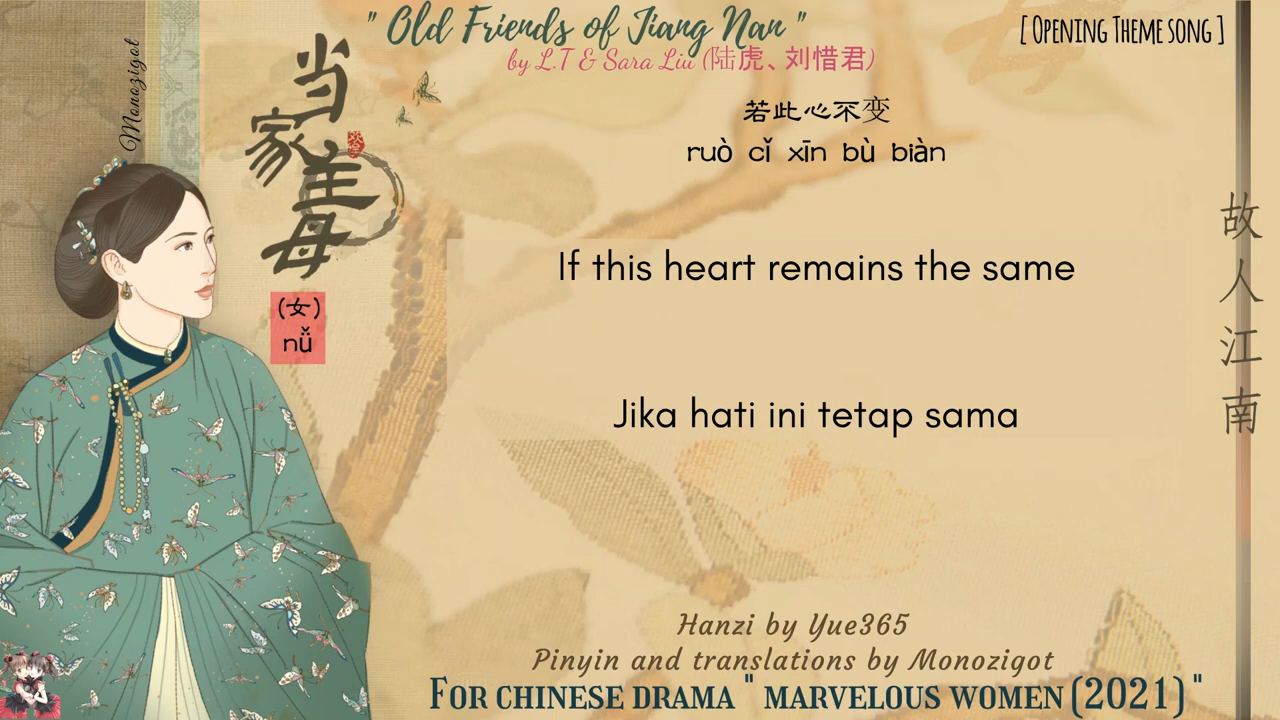 " Old Friends of Jiang Nan "
by L.T & Sara Liu (陆虎、刘惜君)
[ Opening Theme song ]
Monozigot
当家主母
(女)
nǚ
若此心不变
ruò cǐ xīn bù biàn
If this heart remains the same
Jika hati ini tetap sama
故人江南
Hanzi by Yue365
Pinyin and translations by Monozigot
For chinese drama " marvelous women (2021) "